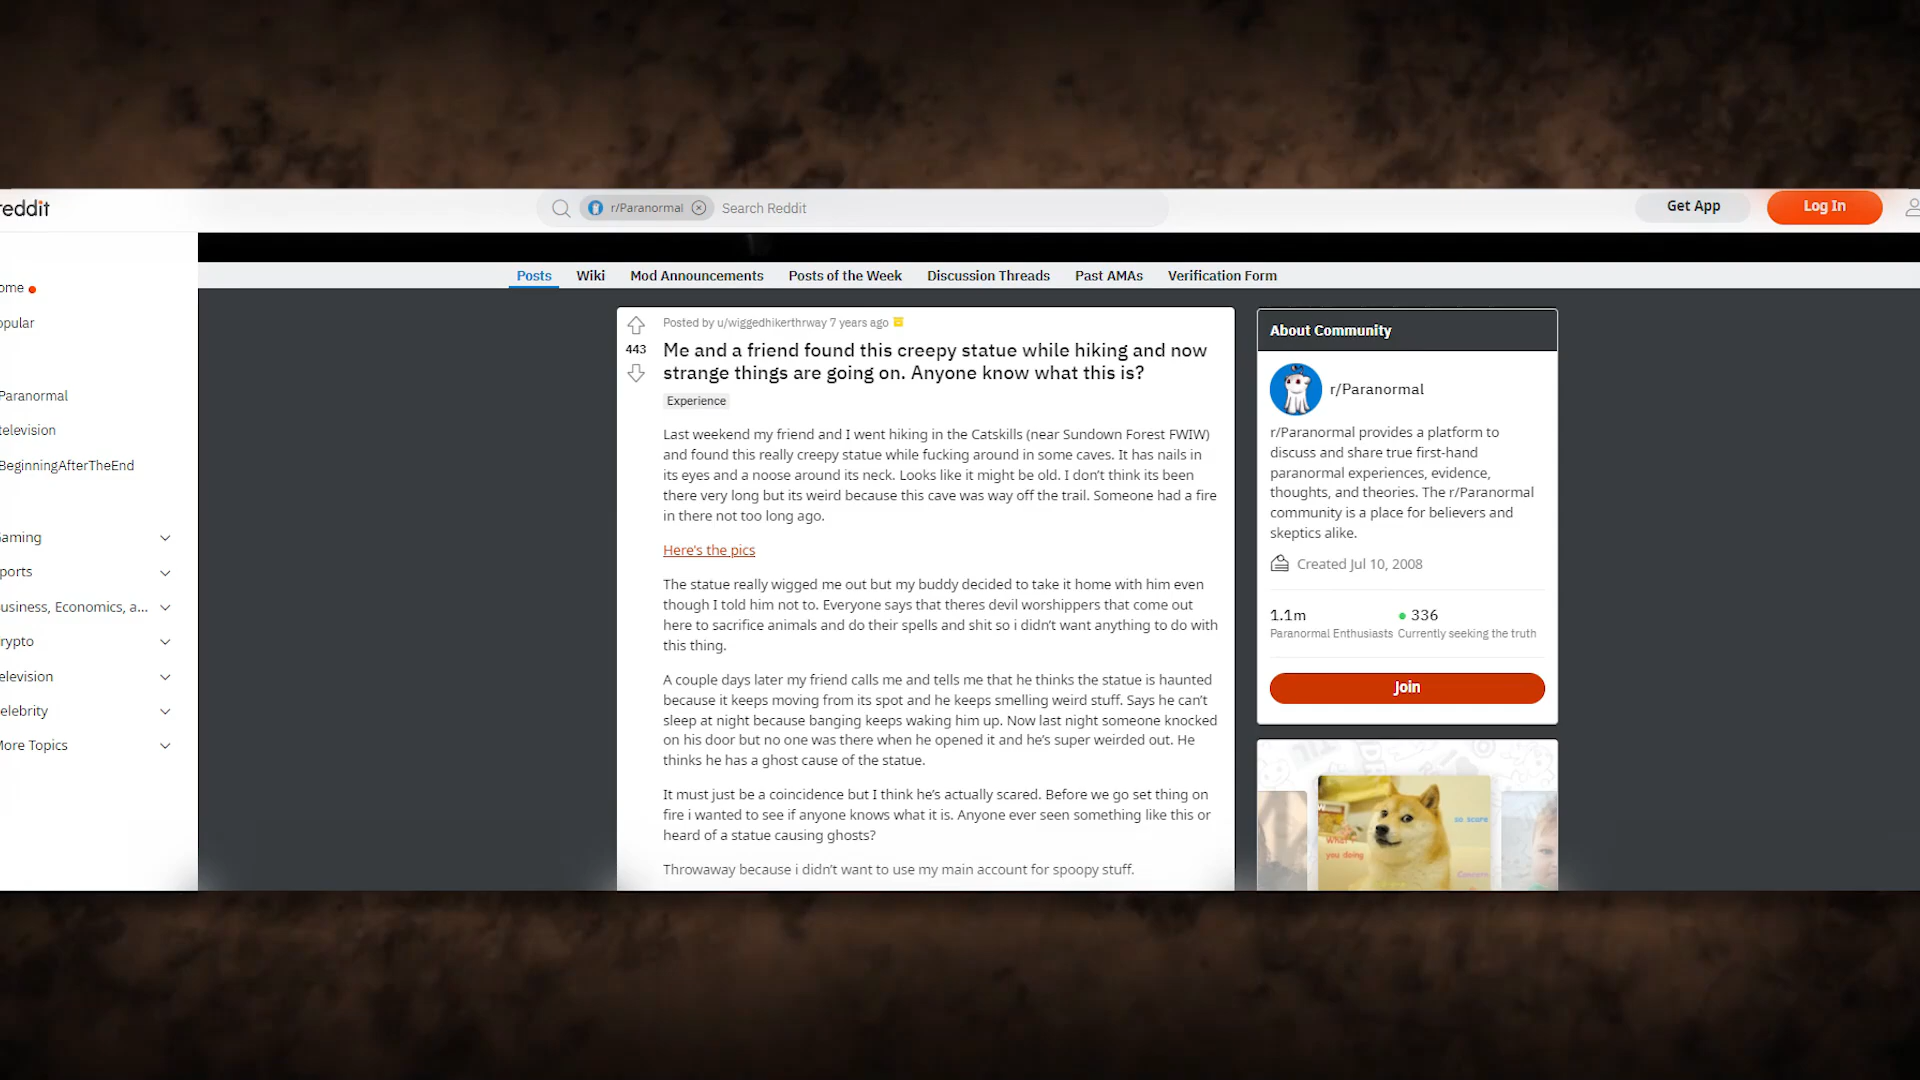 reddit
r/Paranormal
Search Reddit
Get App
Log In
Posts
Wiki
Mod Announcements
Posts of the Week
Discussion Threads
Past AMAs
Verification Form
ome
opular
Paranormal
television
BeginningAfterTheEnd
aming
ports
usiness, Economics, a...
rypto
elevision
elebrity
More Topics
Posted by u/wiggedhikerthrway 7 years ago
443
Me and a friend found this creepy statue while hiking and now
strange things are going on. Anyone know what this is?
Experience
Last weekend my friend and I went hiking in the Catskills (near Sundown Forest FWIW)
and found this really creepy statue while fucking around in some caves. It has nails in
its eyes and a noose around its neck. Looks like it might be old. I don't think its been
there very long but its weird because this cave was way off the trail. Someone had a fire
in there not too long ago.
Here's the pics
The statue really wigged me out but my buddy decided to take it home with him even
though I told him not to. Everyone says that theres devil worshippers that come out
here to sacrifice animals and do their spells and shit so i didn't want anything to do with
this thing.
A couple days later my friend calls me and tells me that he thinks the statue is haunted
because it keeps moving from its spot and he keeps smelling weird stuff. Says he can't
sleep at night because banging keeps waking him up. Now last night someone knocked
on his door but no one was there when he opened it and he's super weirded out. He
thinks he has a ghost cause of the statue.
It must just be a coincidence but I think he's actually scared. Before we go set thing on
fire i wanted to see if anyone knows what it is. Anyone ever seen something like this or
heard of a statue causing ghosts?
Throwaway because i didn't want to use my main account for spoopy stuff.
About Community
r/Paranormal
r/Paranormal provides a platform to
discuss and share true first-hand
paranormal experiences, evidence,
thoughts, and theories. The r/Paranormal
community is a place for believers and
skeptics alike.
Created Jul 10, 2008
1.1m
336
Paranormal Enthusiasts
Currently seeking the truth
Join
so scare
you doing